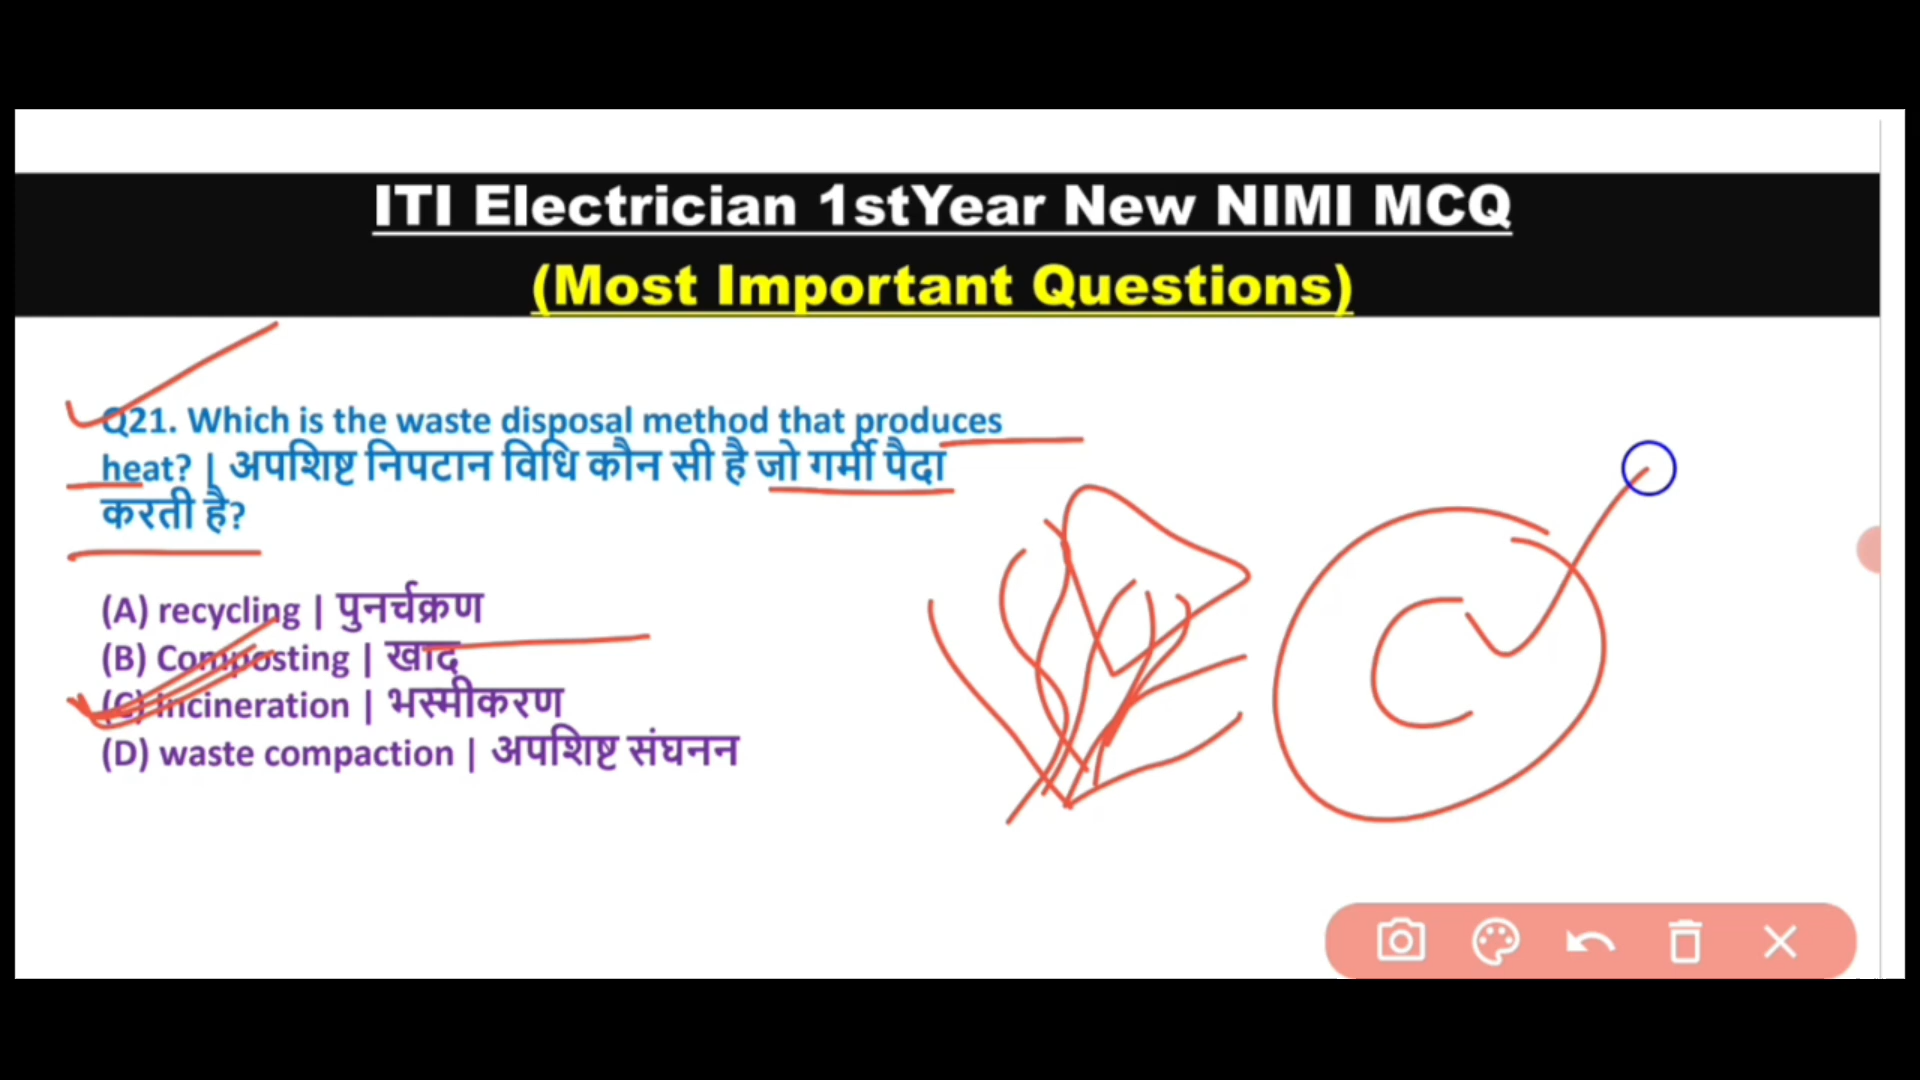 ITI Electrician 1stYear New NIMI MCQ
(Most Important Questions)
Q21. Which is the waste disposal method that produces
heat? | अपशिष्ट निपटान विधि कौन सी है जो गर्मी पैदा
करती है?
(A) recycling | पुनर्चक्रण
(B) Composting | खाद
(C) Incineration | भस्मीकरण
(D) waste compaction | अपशिष्ट संघनन
C